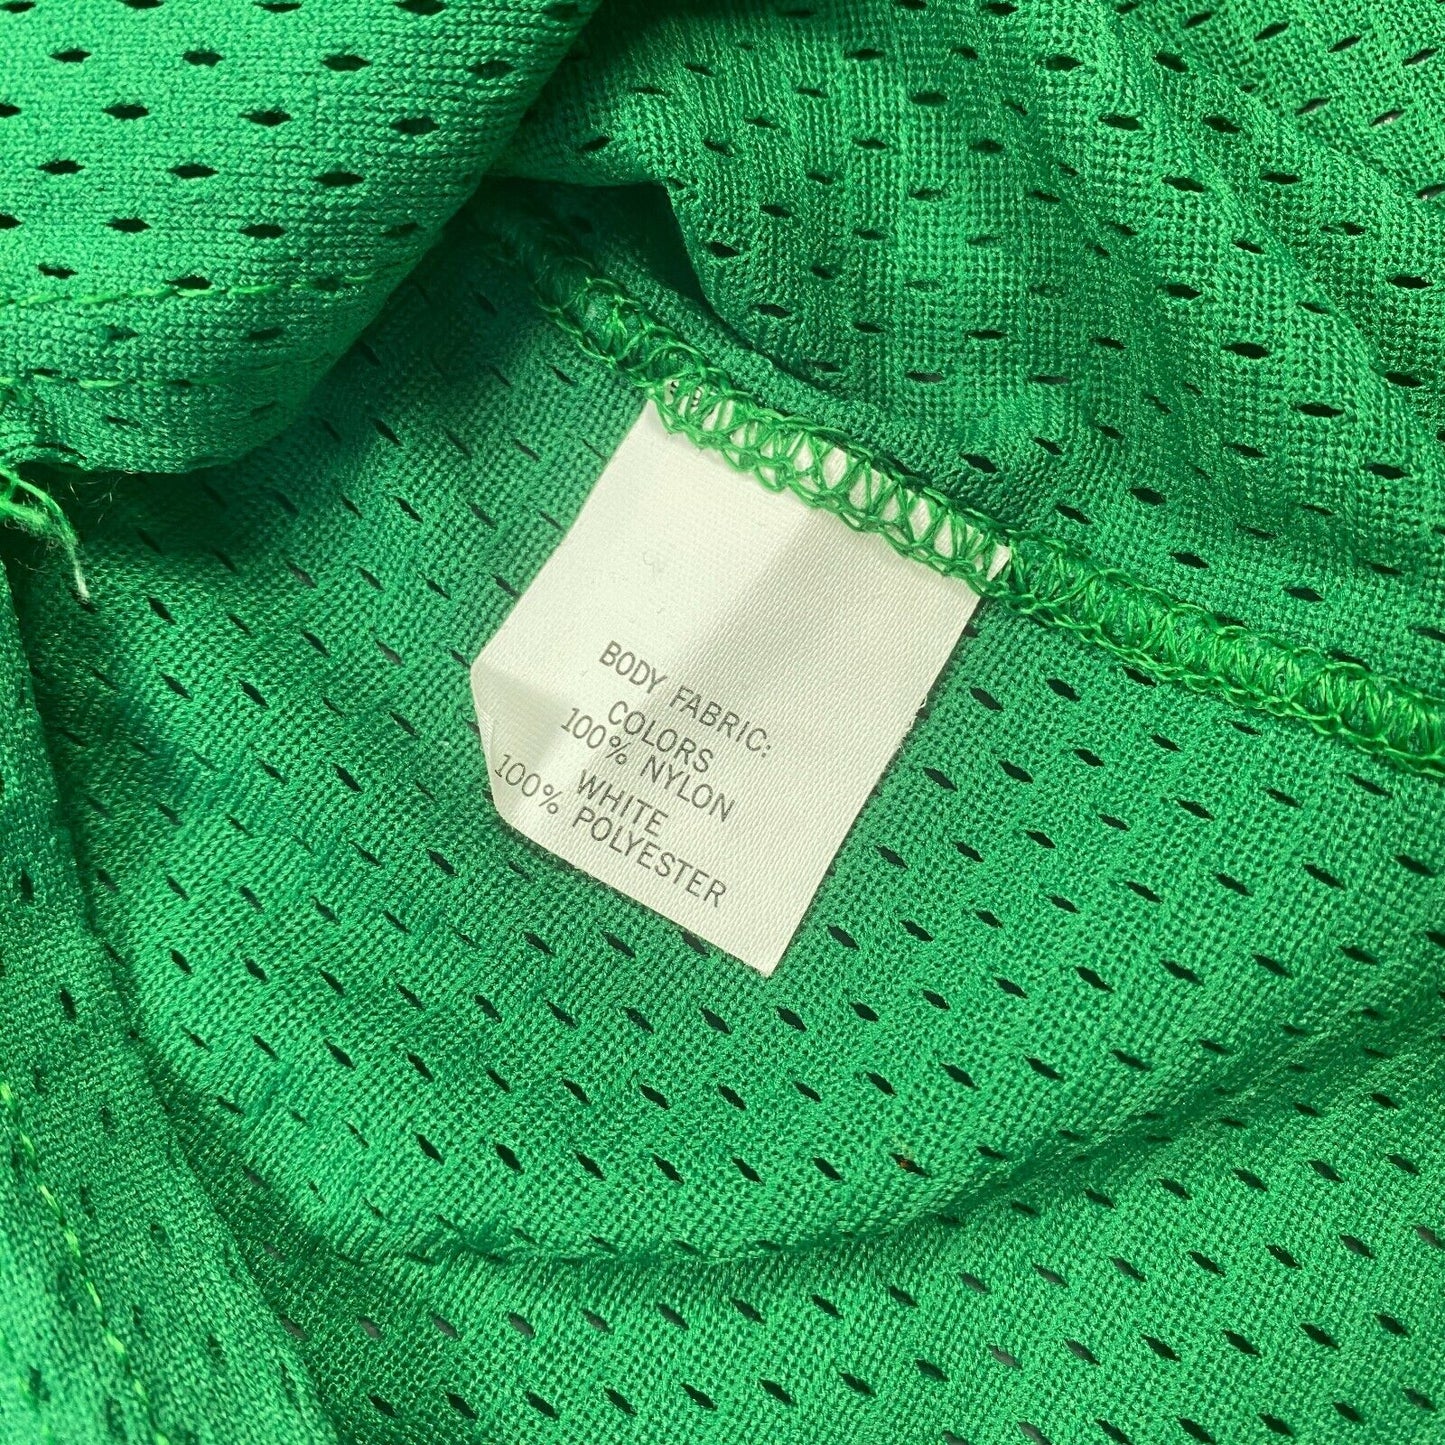 BODY FABRIC:
COLORS
100% NYLON
WHITE
100% POLYESTER